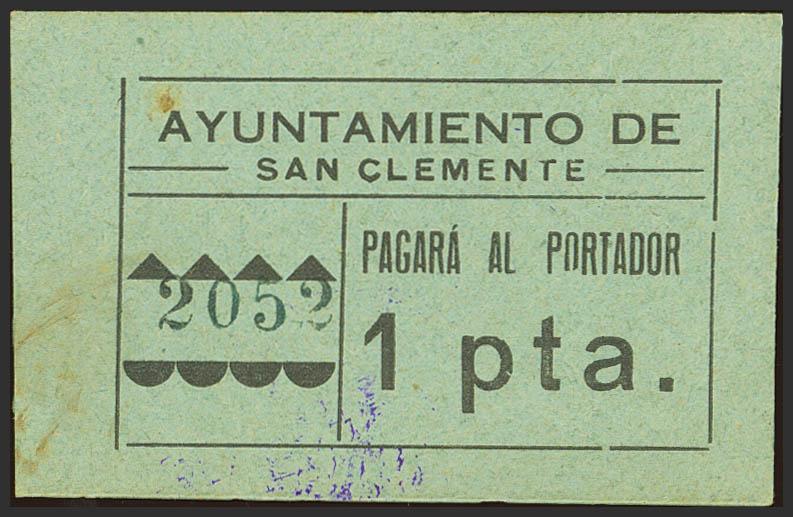 AYUNTAMIENTO DE
SAN CLEMENTE
2052
PAGARÁ AL PORTADOR
1 pta.